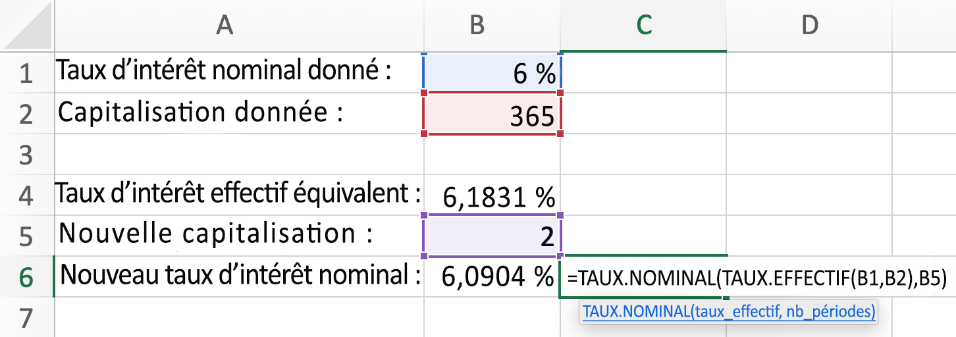 A B C D
1 Taux d’intérêt nominal donné : 6 %
2 Capitalisation donnée : 365
3
4 Taux d’intérêt effectif équivalent : 6,1831 %
5 Nouvelle capitalisation : 2
6 Nouveau taux d’intérêt nominal : 6,0904 % =TAUX.NOMINAL(TAUX.EFFECTIF(B1,B2),B5)
7 TAUX.NOMINAL(taux_effectif, nb_périodes)